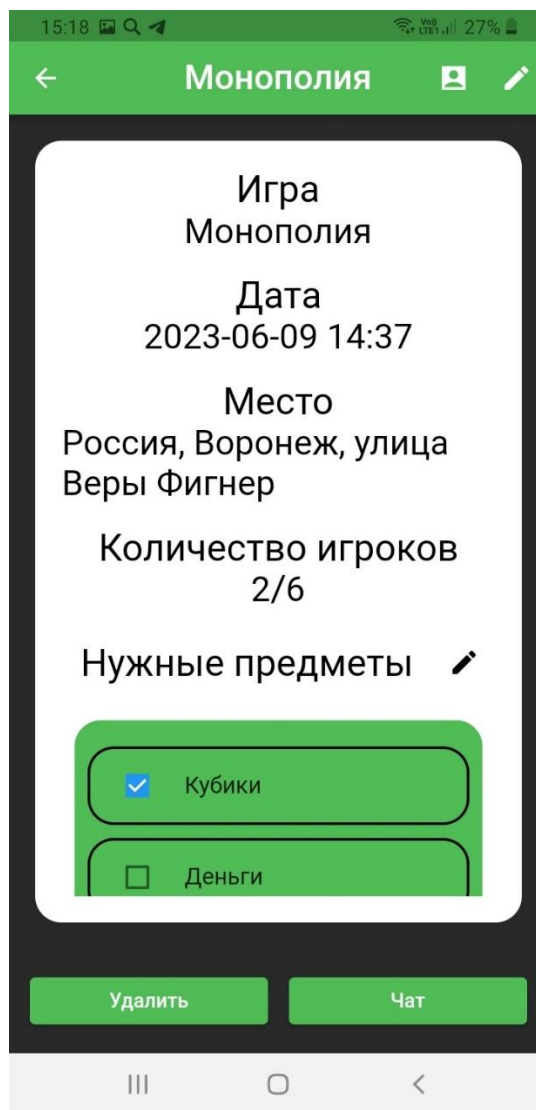 15:18 27%
Монополия
Игра
Монополия
Дата
2023-06-09 14:37
Место
Россия, Воронеж, улица
Веры Фигнер
Количество игроков
2/6
Нужные предметы
Кубики
Деньги
Удалить Чат